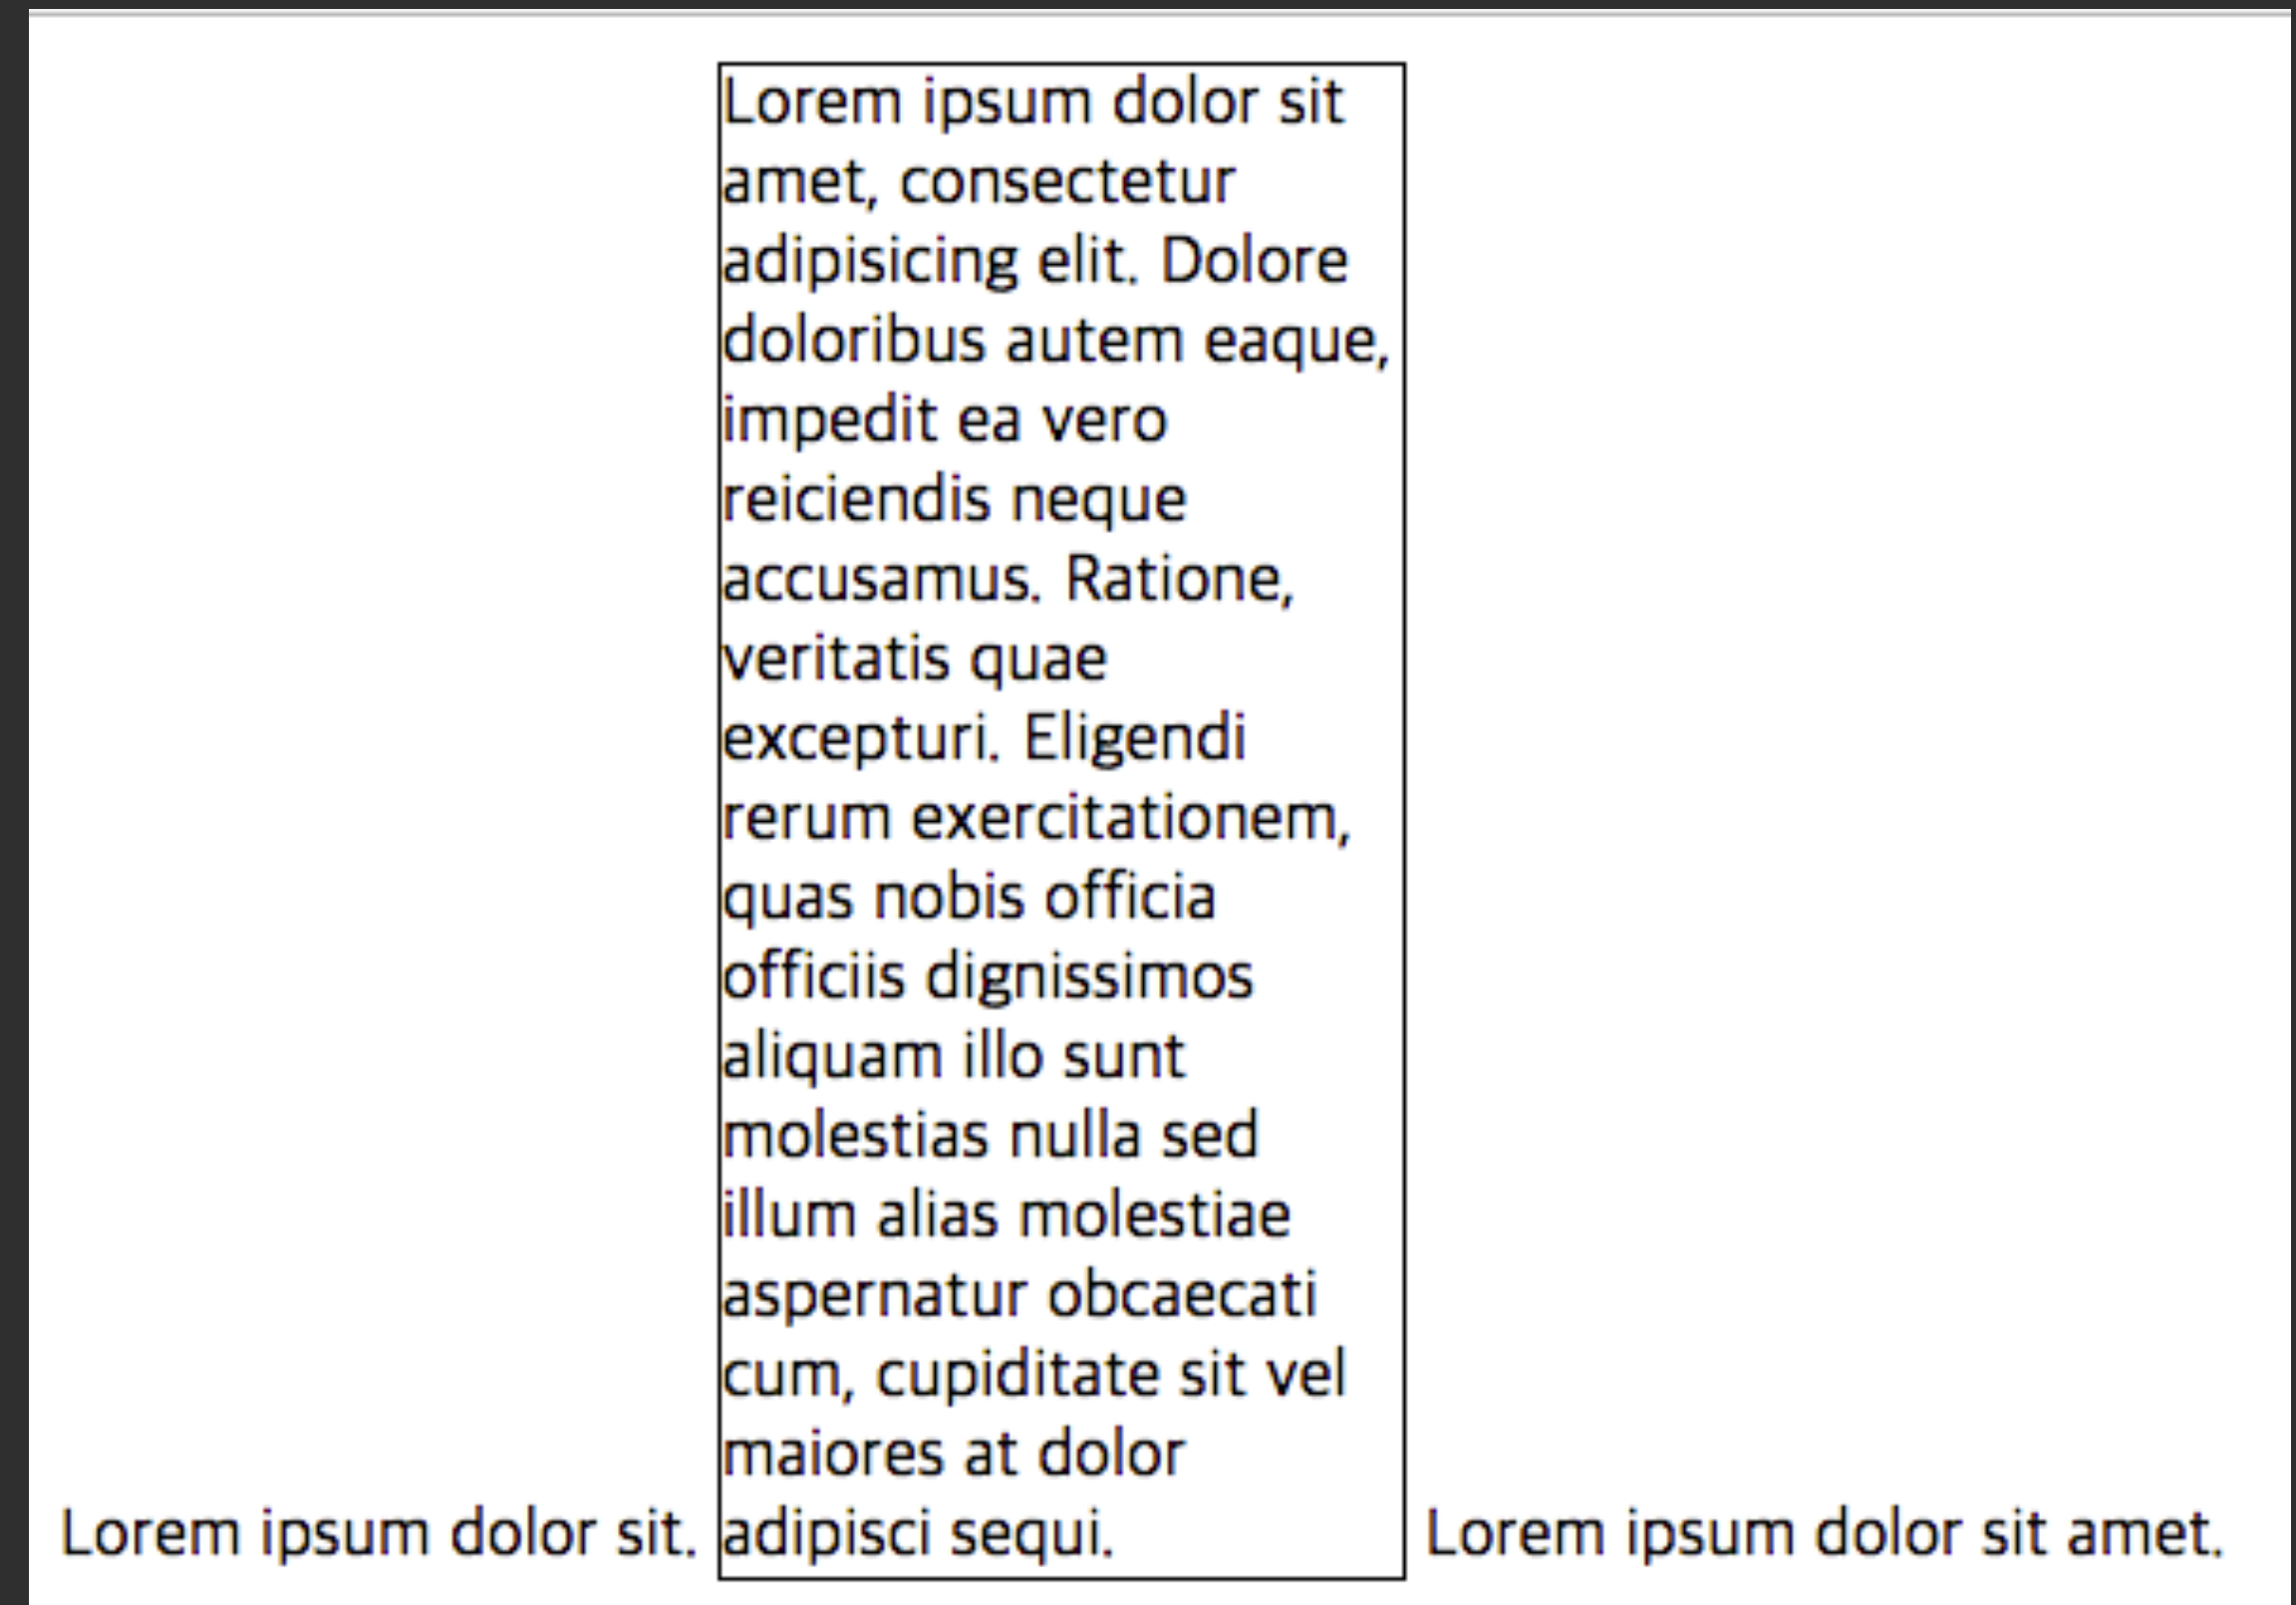 Lorem ipsum dolor sit
amet, consectetur
adipisicing elit. Dolore
doloribus autem eaque,
impedit ea vero
reiciendis neque
accusamus. Ratione,
veritatis quae
excepturi. Eligendi
rerum exercitationem,
quas nobis officia
officiis dignissimos
aliquam illo sunt
molestias nulla sed
illum alias molestiae
aspernatur obcaecati
cum, cupiditate sit vel
maiores at dolor
Lorem ipsum dolor sit. adipisci sequi. Lorem ipsum dolor sit amet.